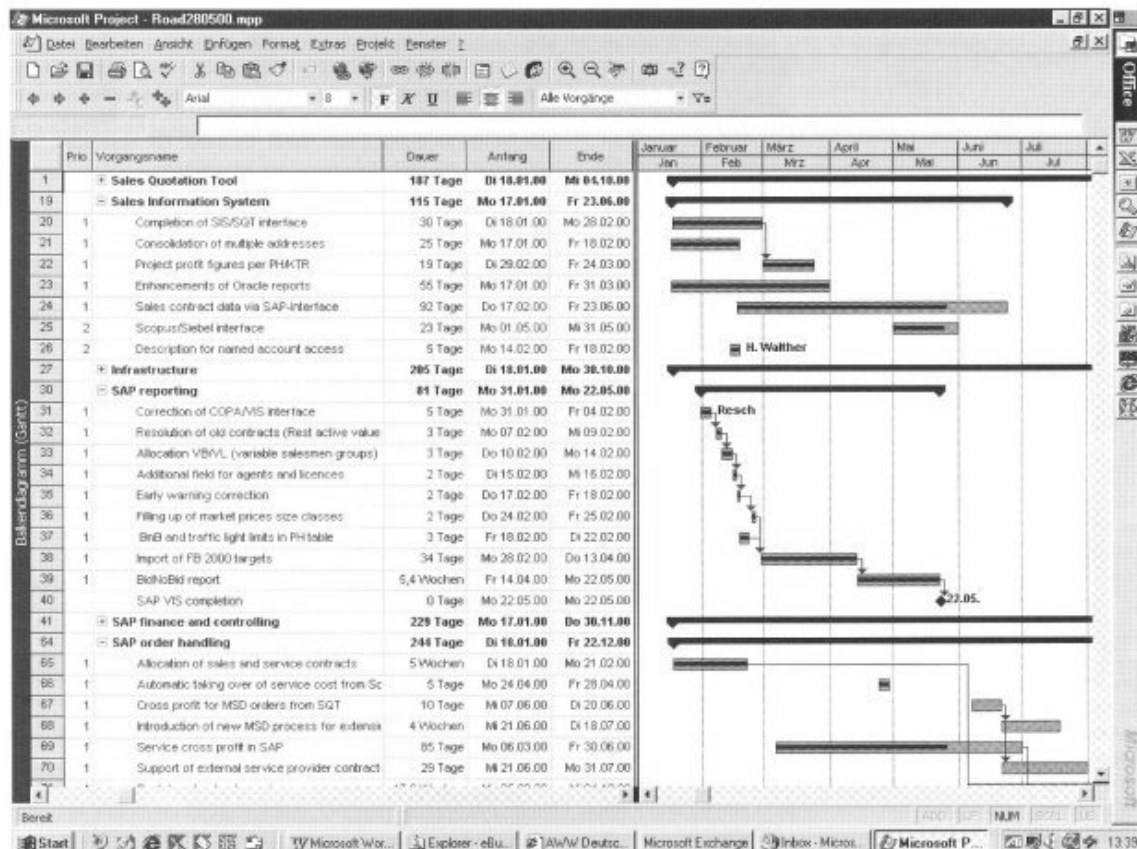 Microsoft Project - Road280500.mpp
Datei Bearbeiten Ansicht Einfügen Format Extras Projekt Fenster ?
Arial 8 F K U Alle Vorgänge
Office
Januar Februar März April Mai Juni Juli
Prio Vorgangsname Dauer Anfang Ende Jan Feb Mrz Apr Mai Jun Jul
1 Sales Quotation Tool 187 Tage Di 18.01.00 Mi 04.10.00
19 Sales Information System 115 Tage Mo 17.01.00 Fr 23.06.00
20 1 Completion of SIS/SQT interface 30 Tage Di 18.01.00 Mo 28.02.00
21 1 Consolidation of multiple addresses 25 Tage Mo 17.01.00 Fr 18.02.00
22 1 Project profit figures per PH/KTR 19 Tage Di 29.02.00 Fr 24.03.00
23 1 Enhancements of Oracle reports 55 Tage Mo 17.01.00 Fr 31.03.00
24 1 Sales contract data via SAP-Interface 92 Tage Do 17.02.00 Fr 23.06.00
25 2 Scopus/Siebel interface 23 Tage Mo 01.05.00 Mi 31.05.00
26 2 Description for named account access 5 Tage Mo 14.02.00 Fr 18.02.00 H. Walther
27 Infrastructure 205 Tage Di 18.01.00 Mo 30.10.00
30 SAP reporting 81 Tage Mo 31.01.00 Mo 22.05.00
31 1 Correction of COPA/VIS interface 5 Tage Mo 31.01.00 Fr 04.02.00 Resch
32 1 Resolution of old contracts (Rest active value 3 Tage Mo 07.02.00 Mi 09.02.00
33 1 Allocation VB/VL (variable salesmen groups) 3 Tage Do 10.02.00 Mo 14.02.00
34 1 Additional field for agents and licences 2 Tage Di 15.02.00 Mi 16.02.00
35 1 Early warning correction 2 Tage Do 17.02.00 Fr 18.02.00
36 1 Filling up of market prices size classes 2 Tage Do 24.02.00 Fr 25.02.00
37 1 BnB and traffic light limits in PH table 3 Tage Fr 18.02.00 Di 22.02.00
38 1 Import of FB 2000 targets 34 Tage Mo 28.02.00 Do 13.04.00
39 1 BidNoBid report 5,4 Wochen Fr 14.04.00 Mo 22.05.00
40 SAP VIS completion 0 Tage Mo 22.05.00 Mo 22.05.00 22.05.
41 SAP finance and controlling 229 Tage Mo 17.01.00 Do 30.11.00
64 SAP order handling 244 Tage Di 18.01.00 Fr 22.12.00
65 1 Allocation of sales and service contracts 5 Wochen Di 18.01.00 Mo 21.02.00
66 1 Automatic taking over of service cost from Sc 5 Tage Mo 24.04.00 Fr 28.04.00
67 1 Cross profit for MSD orders from SQT 10 Tage Mi 07.06.00 Di 20.06.00
68 1 Introduction of new MSD process for extensi 4 Wochen Mi 21.06.00 Di 18.07.00
69 1 Service cross profit in SAP 85 Tage Mo 06.03.00 Fr 30.06.00
70 1 Support of external service provider contract 29 Tage Mi 21.06.00 Mo 31.07.00
Balkendiagramm (Gantt)
Microsoft
Bereit NUM
Start Microsoft Wor... Explorer - eBu... AWW Deutsc... Microsoft Exchange Inbox - Micros... Microsoft P... 13:35